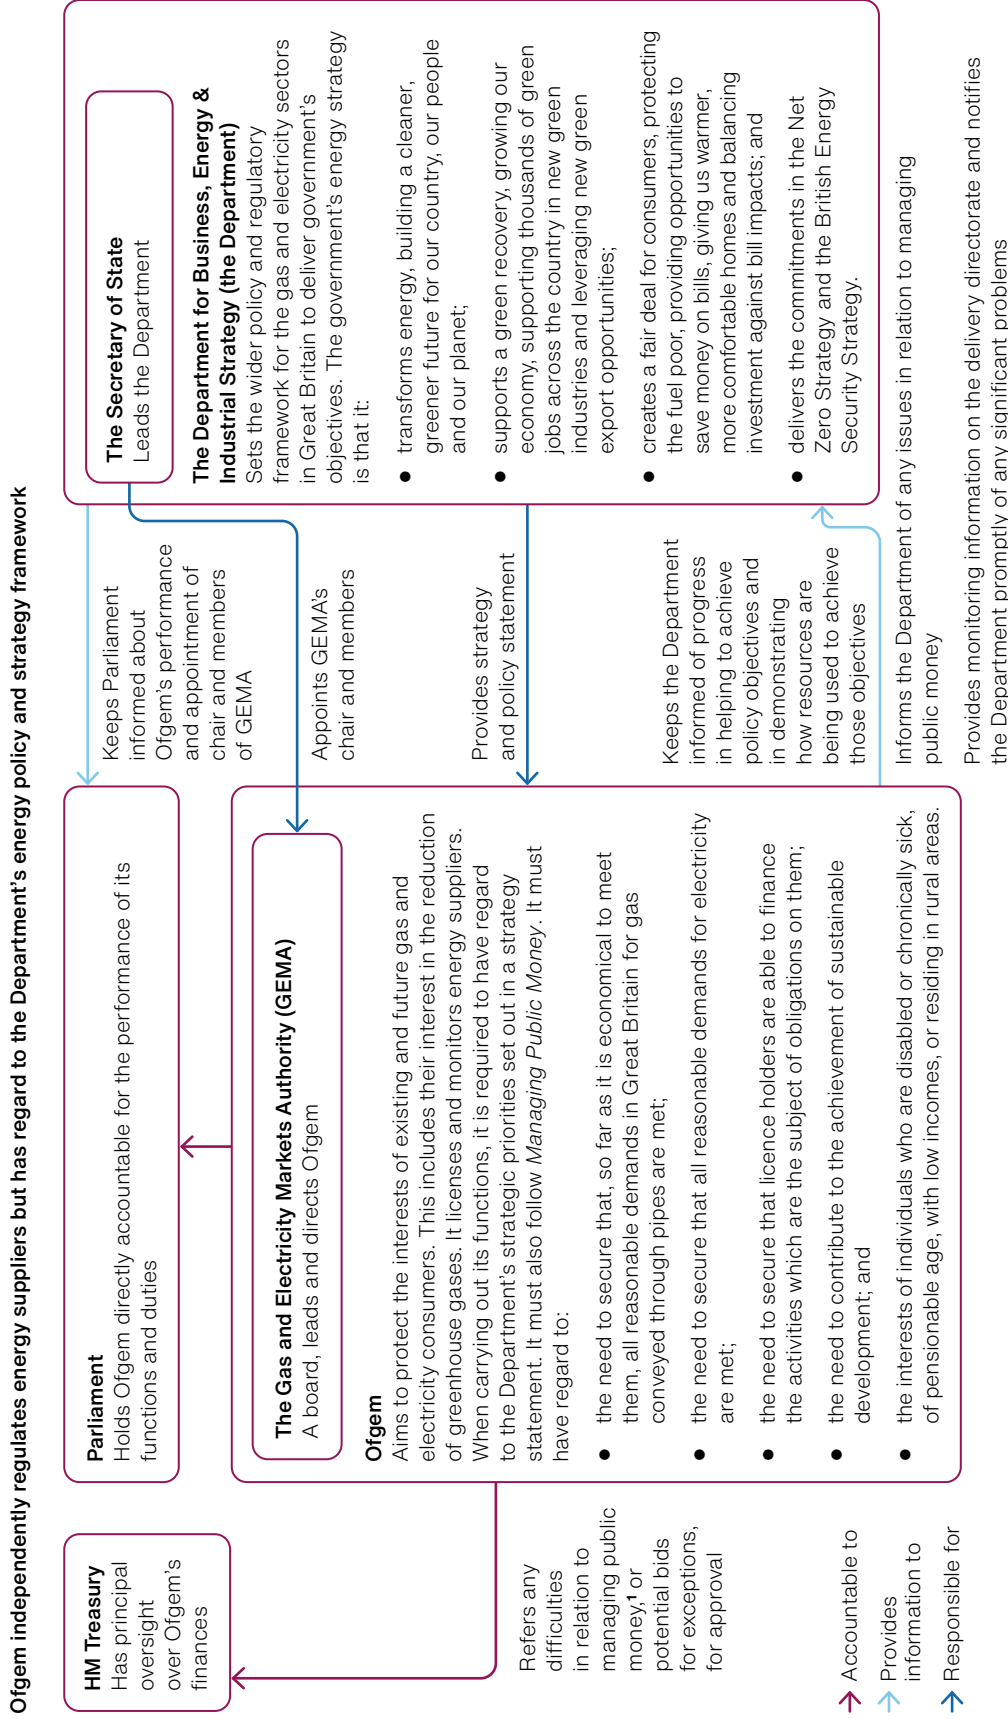 Ofgem independently regulates energy suppliers but has regard to the Department’s energy policy and strategy framework
HM Treasury
Has principal
oversight
over Ofgem’s
finances
Parliament
Holds Ofgem directly accountable for the performance of its
functions and duties
Keeps Parliament
informed about
Ofgem’s performance
and appointment of
chair and members
of GEMA
The Secretary of State
Leads the Department
The Department for Business, Energy &
Industrial Strategy (the Department)
Sets the wider policy and regulatory
framework for the gas and electricity sectors
in Great Britain to deliver government’s
objectives. The government’s energy strategy
is that it:
● transforms energy, building a cleaner,
greener future for our country, our people
and our planet;
● supports a green recovery, growing our
economy, supporting thousands of green
jobs across the country in new green
industries and leveraging new green
export opportunities;
● creates a fair deal for consumers, protecting
the fuel poor, providing opportunities to
save money on bills, giving us warmer,
more comfortable homes and balancing
investment against bill impacts; and
● delivers the commitments in the Net
Zero Strategy and the British Energy
Security Strategy.
Appoints GEMA’s
chair and members
Provides strategy
and policy statement
The Gas and Electricity Markets Authority (GEMA)
A board, leads and directs Ofgem
Ofgem
Aims to protect the interests of existing and future gas and
electricity consumers. This includes their interest in the reduction
of greenhouse gases. It licenses and monitors energy suppliers.
When carrying out its functions, it is required to have regard
to the Department’s strategic priorities set out in a strategy
statement. It must also follow Managing Public Money. It must
have regard to:
● the need to secure that, so far as it is economical to meet
them, all reasonable demands in Great Britain for gas
conveyed through pipes are met;
● the need to secure that all reasonable demands for electricity
are met;
● the need to secure that licence holders are able to finance
the activities which are the subject of obligations on them;
● the need to contribute to the achievement of sustainable
development; and
● the interests of individuals who are disabled or chronically sick,
of pensionable age, with low incomes, or residing in rural areas.
Refers any
difficulties
in relation to
managing public
money,¹ or
potential bids
for exceptions,
for approval
Keeps the Department
informed of progress
in helping to achieve
policy objectives and
in demonstrating
how resources are
being used to achieve
those objectives
Informs the Department of any issues in relation to managing
public money
Provides monitoring information on the delivery directorate and notifies
the Department promptly of any significant problems
Accountable to
Provides
information to
Responsible for